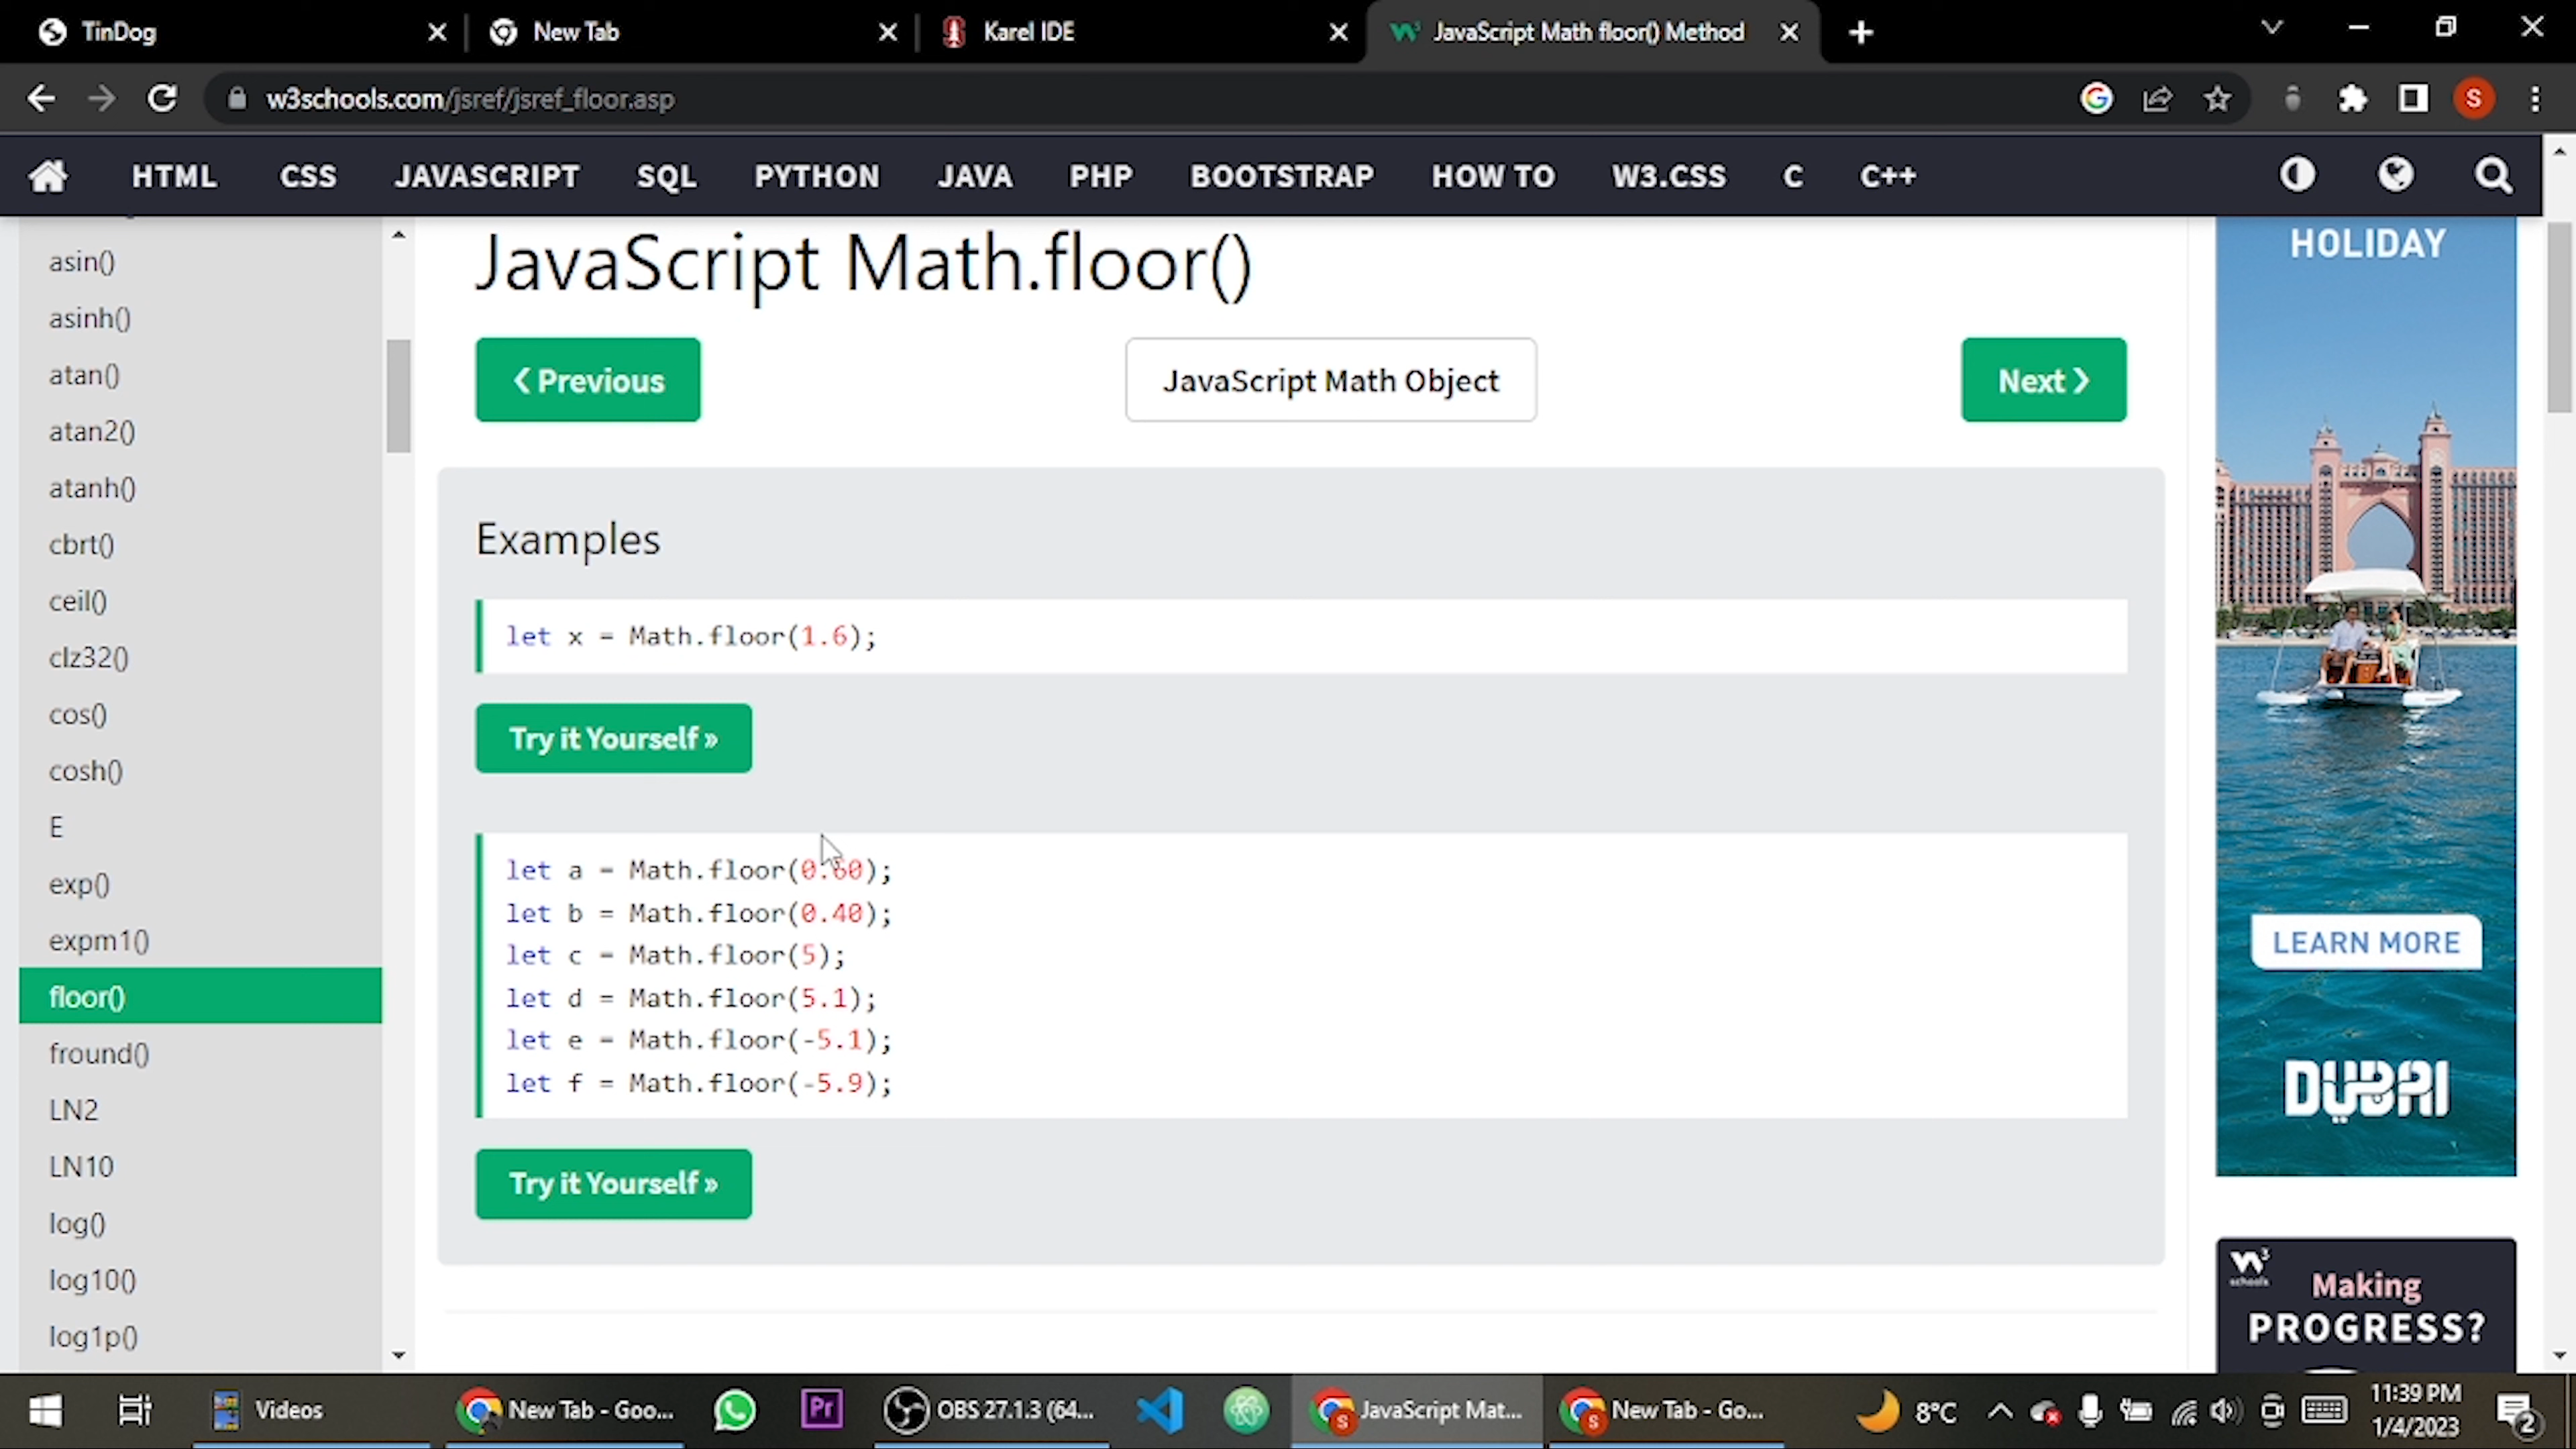 TinDog
New Tab
Karel IDE
JavaScript Math floor() Method
w3schools.com/jsref/jsref_floor.asp
HTML CSS JAVASCRIPT SQL PYTHON JAVA PHP BOOTSTRAP HOW TO W3.CSS C C++
asin()
asinh()
atan()
atan2()
atanh()
cbrt()
ceil()
clz32()
cos()
cosh()
E
exp()
expm1()
floor()
fround()
LN2
LN10
log()
log10()
log1p()
JavaScript Math.floor()
❮ Previous
JavaScript Math Object
Next ❯
Examples
let x = Math.floor(1.6);
Try it Yourself »
let a = Math.floor(0.60);
let b = Math.floor(0.40);
let c = Math.floor(5);
let d = Math.floor(5.1);
let e = Math.floor(-5.1);
let f = Math.floor(-5.9);
Try it Yourself »
HOLIDAY
LEARN MORE
DUBAI
W3 schools
Making
PROGRESS?
Videos
New Tab - Goo...
Pr
OBS 27.1.3 (64...
S
JavaScript Mat...
S
New Tab - Go...
8°C
11:39 PM
1/4/2023
2
S